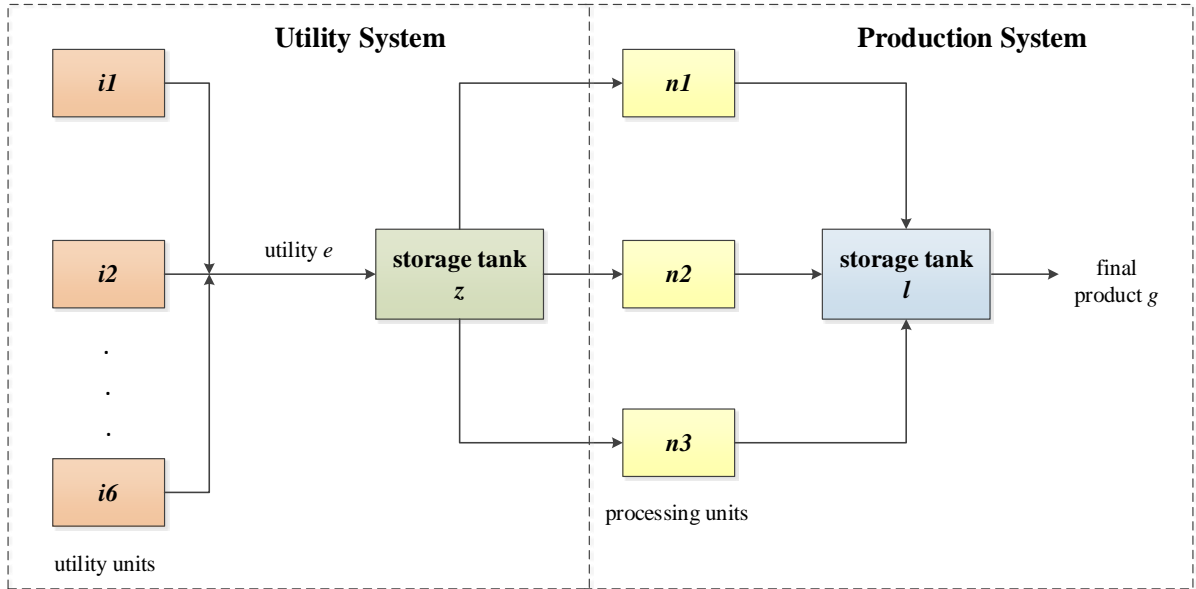 Utility System
Production System
i1
n1
utility e
i2
storage tank
z
n2
storage tank
l
final
product g
.
.
.
n3
i6
processing units
utility units